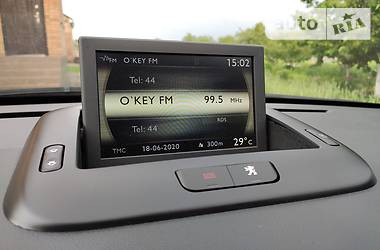 auto RIA
FM O'KEY FM 15:02
Tel: 44
O'KEY FM 99.5 MHz
Tel: 44
RDS
TMC 18-06-2020 300m 29°C